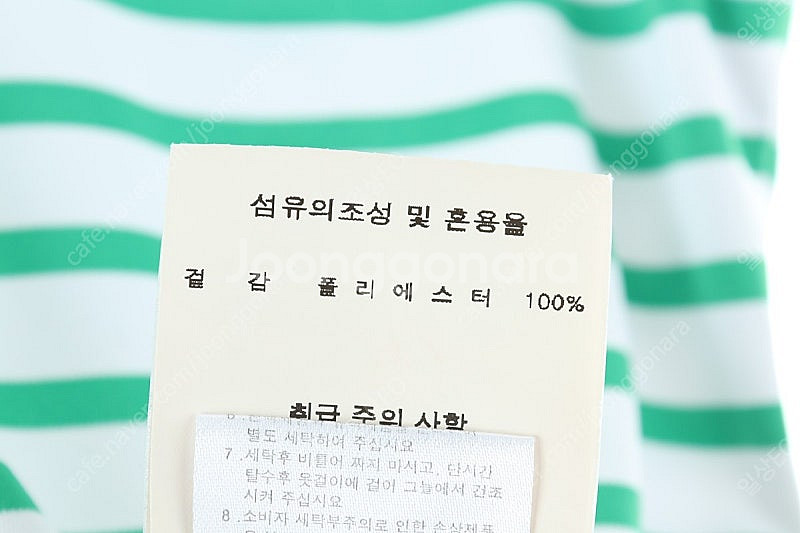 섬유의조성 및 혼용율
겉 감 폴리에스터 100%
취급 주의 사항
별도 세탁하여 주십시요
7 .세탁후 비틀어 짜지 마시고, 단시간
탈수후 옷걸이에 걸어 그늘에서 건조
시켜 주십시요
8 .소비자 세탁부주의로 인한 손상제품
Joonggonara